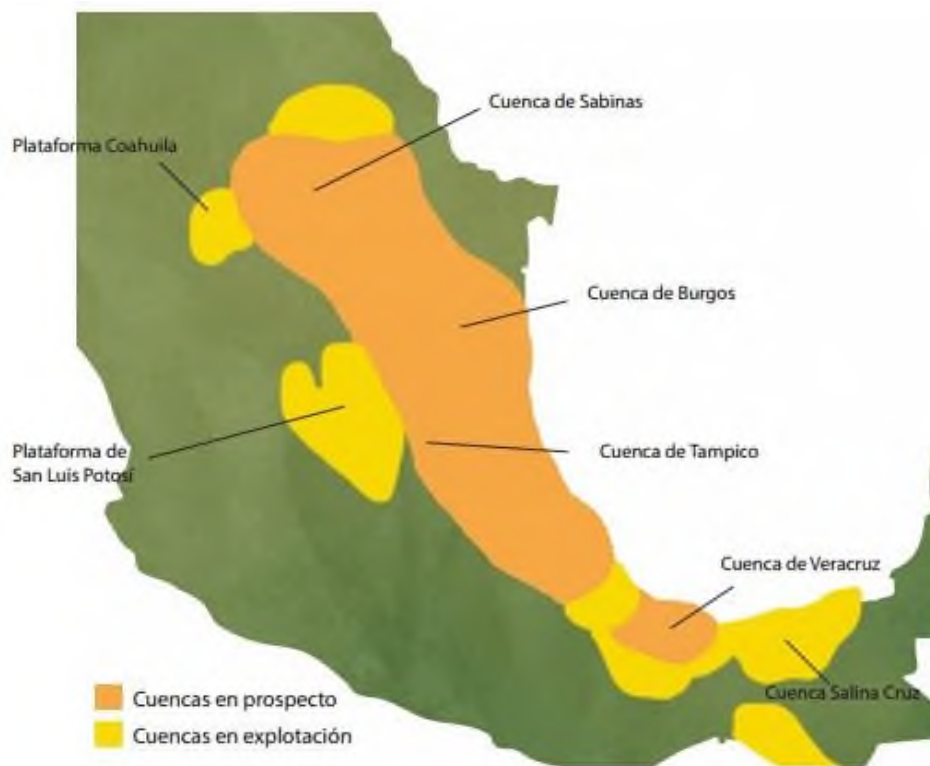 Cuenca de Sabinas
Plataforma Coahuila
Cuenca de Burgos
Plataforma de
San Luis Potosí
Cuenca de Tampico
Cuenca de Veracruz
Cuenca Salina Cruz
Cuencas en prospecto
Cuencas en explotación